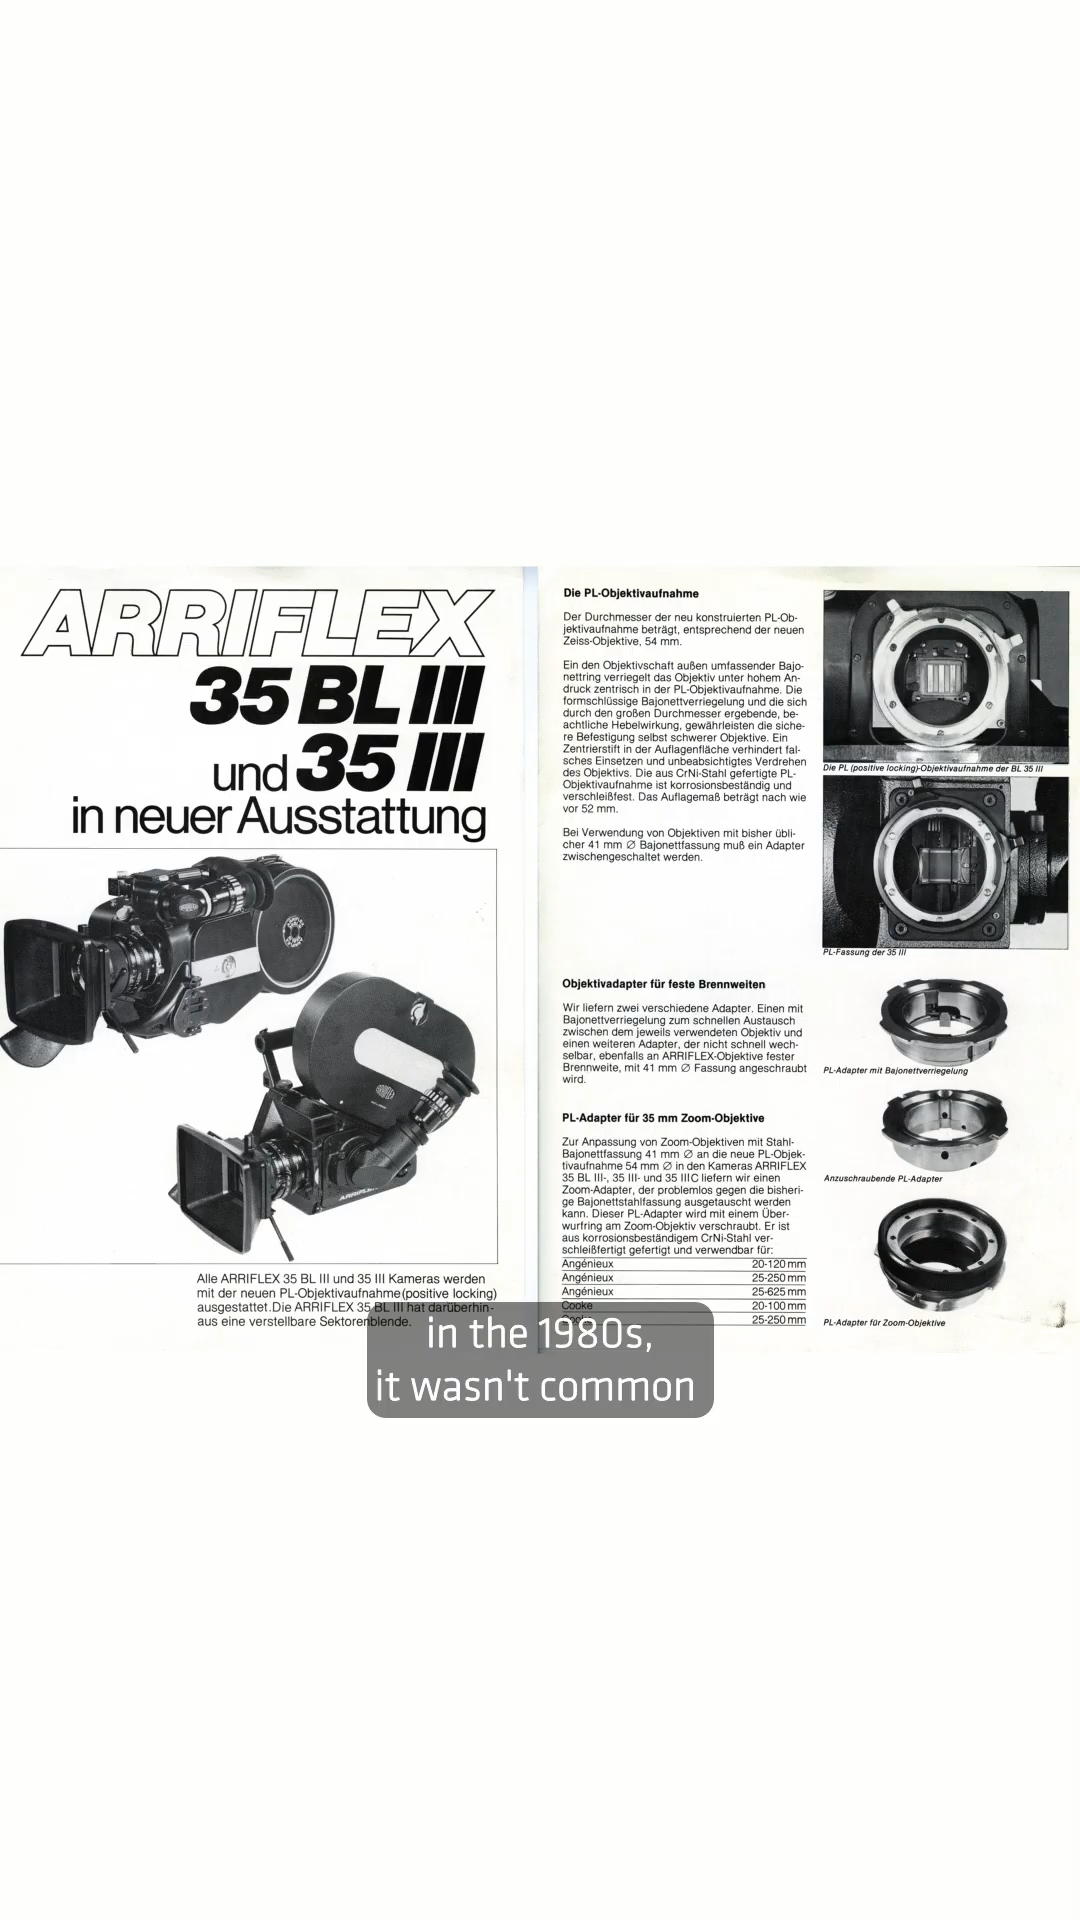 ARRIFLEX
35 BL III
und 35 III
in neuer Ausstattung
Alle ARRIFLEX 35 BL III und 35 III Kameras werden
mit der neuen PL-Objektivaufnahme (positive locking)
ausgestattet. Die ARRIFLEX 35 BL III hat darüberhin-
aus eine verstellbare Sektorenblende.
Die PL-Objektivaufnahme
Der Durchmesser der neu konstruierten PL-Ob-
jektivaufnahme beträgt, entsprechend der neuen
Zeiss-Objektive, 54 mm.
Ein den Objektivschaft außen umfassender Bajo-
nettring verriegelt das Objektiv unter hohem An-
druck zentrisch in der PL-Objektivaufnahme. Die
formschlüssige Bajonettverriegelung und die sich
durch den großen Durchmesser ergebende, be-
achtliche Hebelwirkung, gewährleisten die siche-
re Befestigung selbst schwerer Objektive. Ein
Zentrierstift in der Auflagenfläche verhindert fal-
sches Einsetzen und unbeabsichtigtes Verdrehen
des Objektivs. Die aus CrNi-Stahl gefertigte PL-
Objektivaufnahme ist korrosionsbeständig und
verschleißfest. Das Auflagemaß beträgt nach wie
vor 52 mm.
Bei Verwendung von Objektiven mit bisher übli-
cher 41 mm ∅ Bajonettfassung muß ein Adapter
zwischengeschaltet werden.
Objektivadapter für feste Brennweiten
Wir liefern zwei verschiedene Adapter. Einen mit
Bajonettverriegelung zum schnellen Austausch
zwischen dem jeweils verwendeten Objektiv und
einen weiteren Adapter, der nicht schnell wech-
selbar, ebenfalls an ARRIFLEX-Objektive fester
Brennweite, mit 41 mm ∅ Fassung angeschraubt
wird.
PL-Adapter für 35 mm Zoom-Objektive
Zur Anpassung von Zoom-Objektiven mit Stahl-
Bajonettfassung 41 mm ∅ an die neue PL-Objek-
tivaufnahme 54 mm ∅ in den Kameras ARRIFLEX
35 BL III-, 35 III- und 35 IIIC liefern wir einen
Zoom-Adapter, der problemlos gegen die bisheri-
ge Bajonettstahlfassung ausgetauscht werden
kann. Dieser PL-Adapter wird mit einem Über-
wurfring am Zoom-Objektiv verschraubt. Er ist
aus korrosionsbeständigem CrNi-Stahl ver-
schleißfertigt gefertigt und verwendbar für:
Angénieux 20-120 mm
Angénieux 25-250 mm
Angénieux 25-625 mm
Cooke 20-100 mm
Cooke 25-250 mm
Die PL (positive locking)-Objektivaufnahme der BL 35 III
PL-Fassung der 35 III
PL-Adapter mit Bajonettverriegelung
Anzuschraubende PL-Adapter
PL-Adapter für Zoom-Objektive
in the 1980s,
it wasn't common